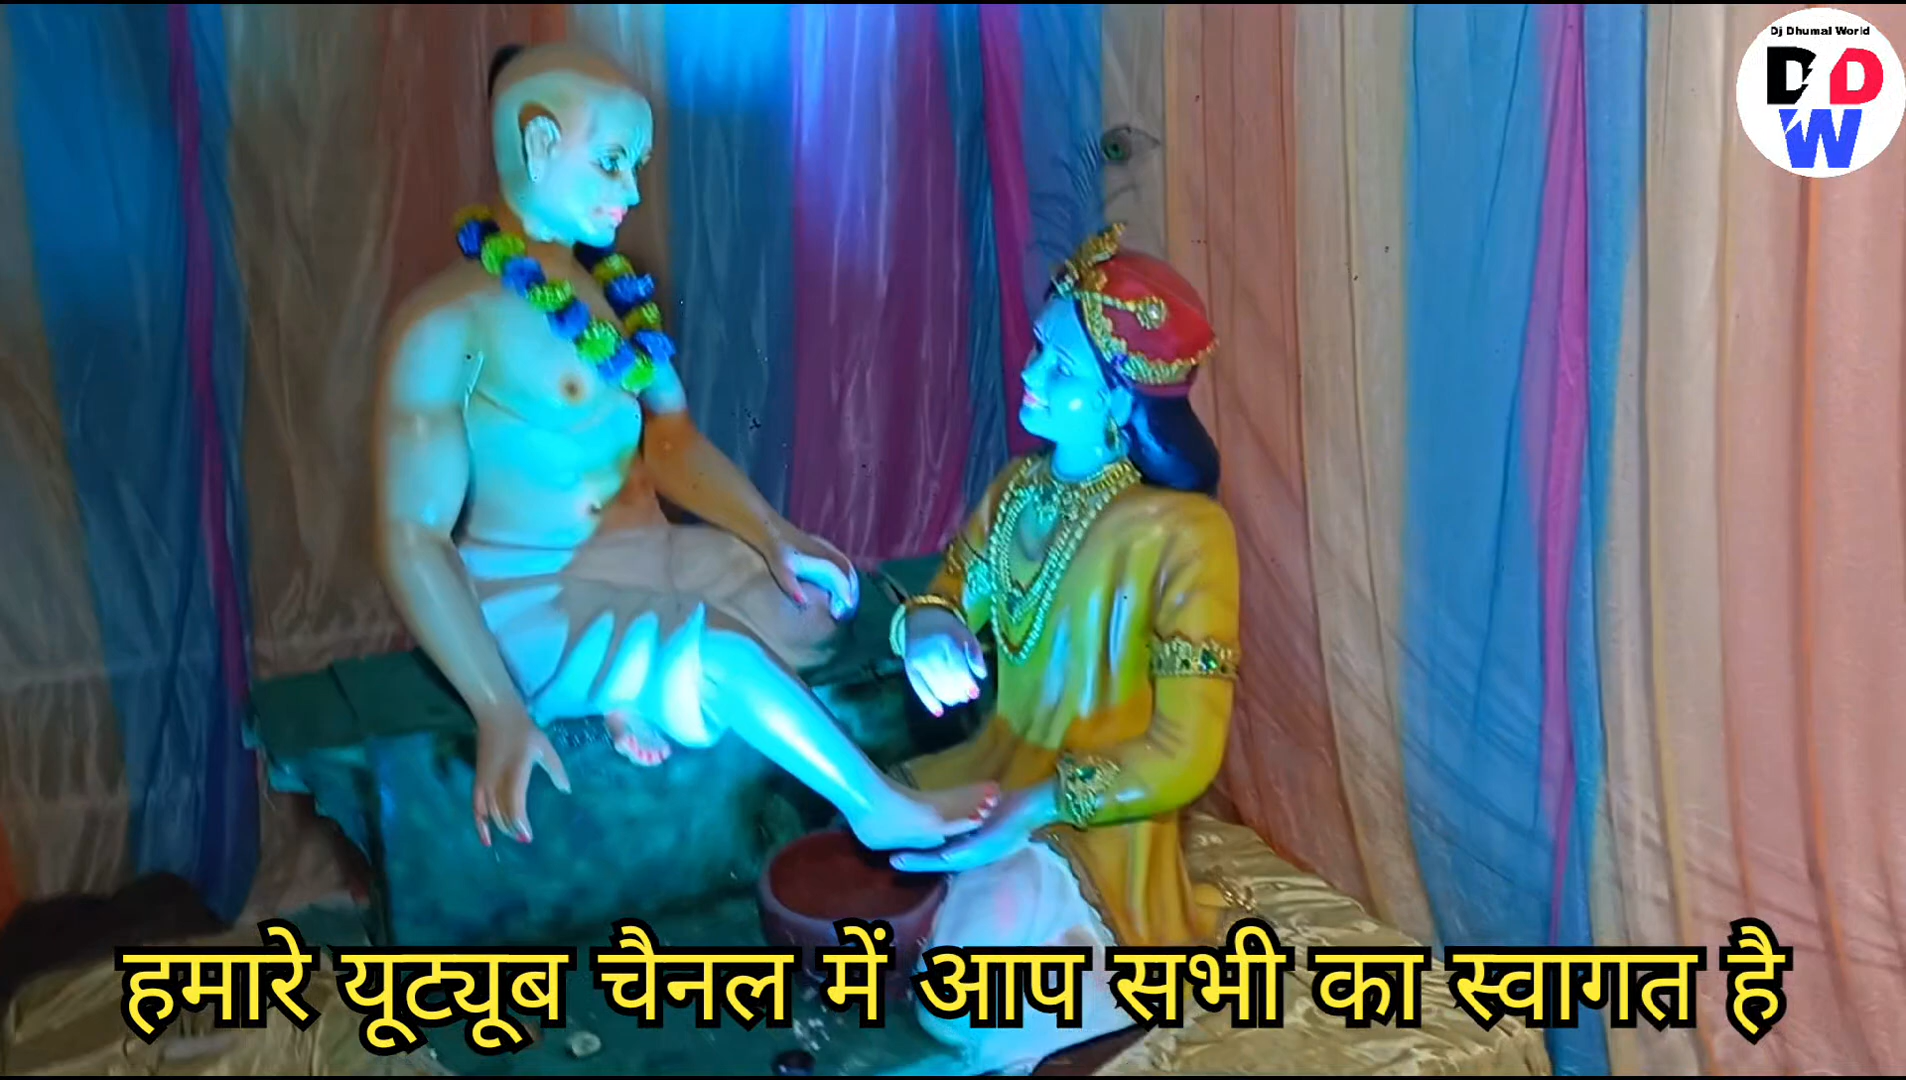 Dj Dhumal World
DDW
हमारे यूट्यूब चैनल में आप सभी का स्वागत है